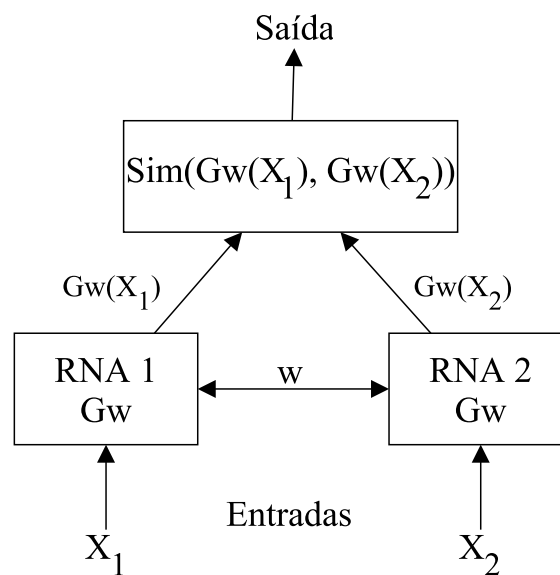 Saída
Sim(Gw(X₁), Gw(X₂))
Gw(X₁)
Gw(X₂)
RNA 1
Gw
w
RNA 2
Gw
Entradas
X₁
X₂